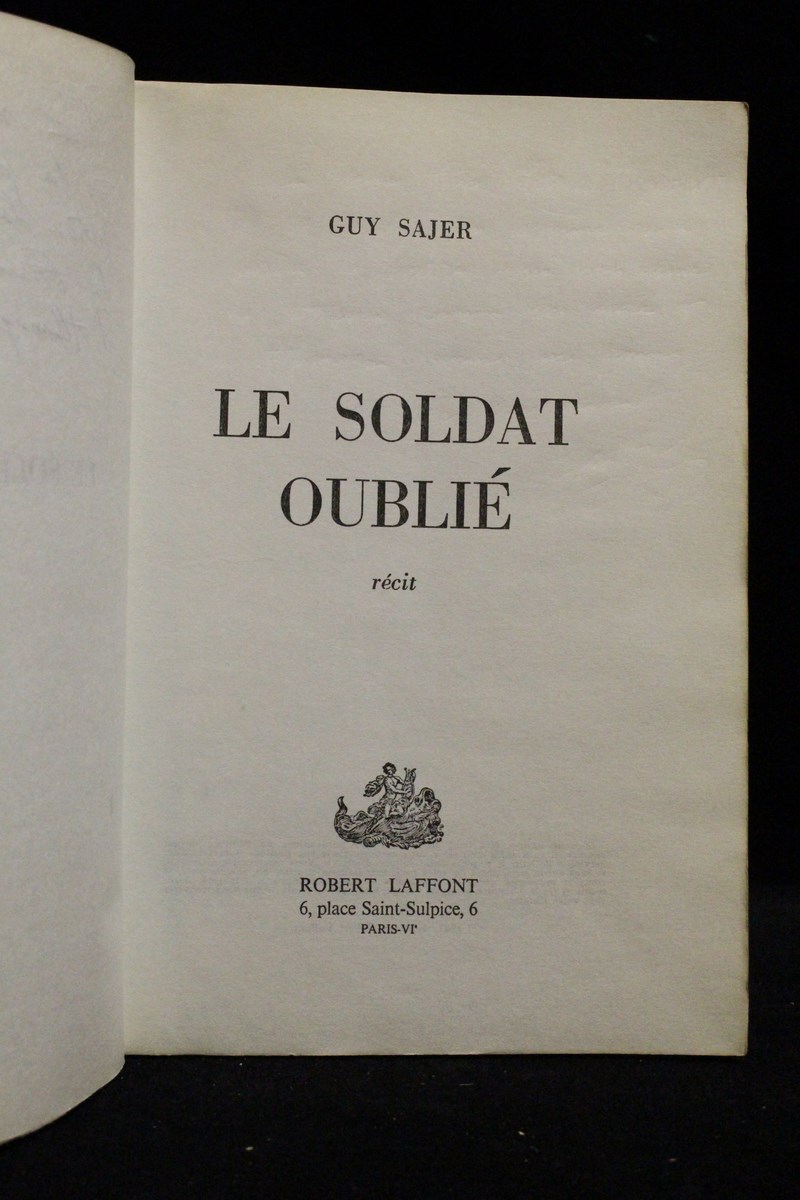 GUY SAJER
LE SOLDAT
OUBLIÉ
récit
ROBERT LAFFONT
6, place Saint-Sulpice, 6
PARIS-VIᵉ